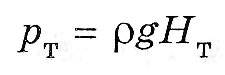 p_т = ρgH_т